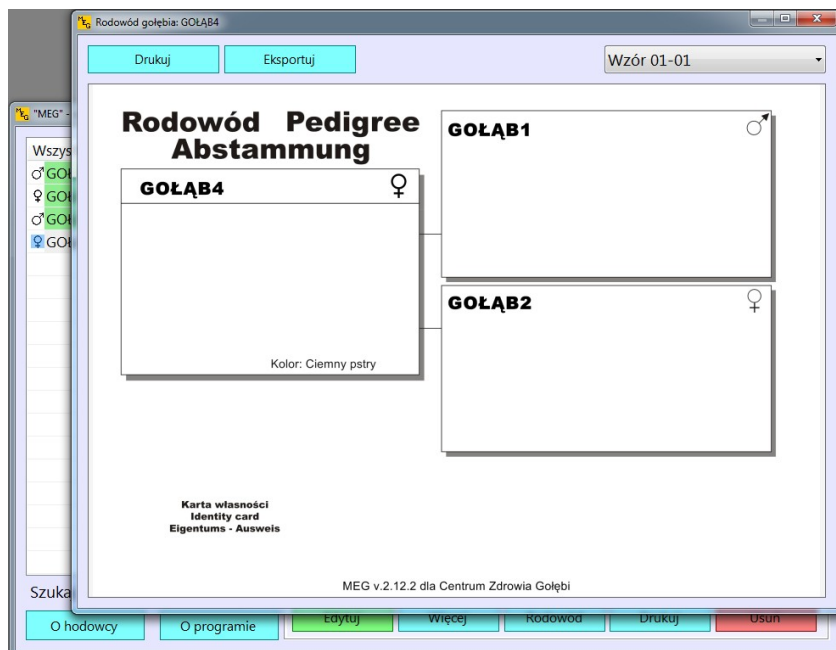 Rodowód gołębia: GOŁĄB4
Drukuj
Eksportuj
Wzór 01-01
"MEG" -
Rodowód Pedigree
Abstammung
GOŁĄB1
GOŁĄB4
GOŁĄB2
Kolor: Ciemny pstry
Karta własności
Identity card
Eigentums - Ausweis
MEG v.2.12.2 dla Centrum Zdrowia Gołębi
O hodowcy
O programie
Edytuj
Więcej
Rodowód
Drukuj
Usuń